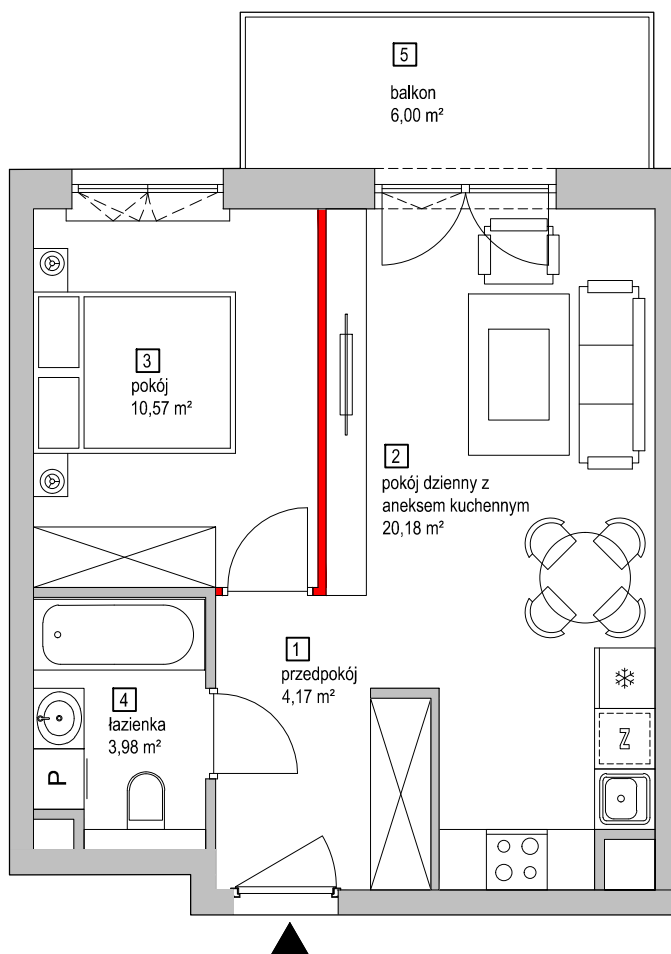 5
balkon
6,00 m²
3
pokój
10,57 m²
2
pokój dzienny z
aneksem kuchennym
20,18 m²
1
przedpokój
4,17 m²
4
łazienka
3,98 m²
Z
P